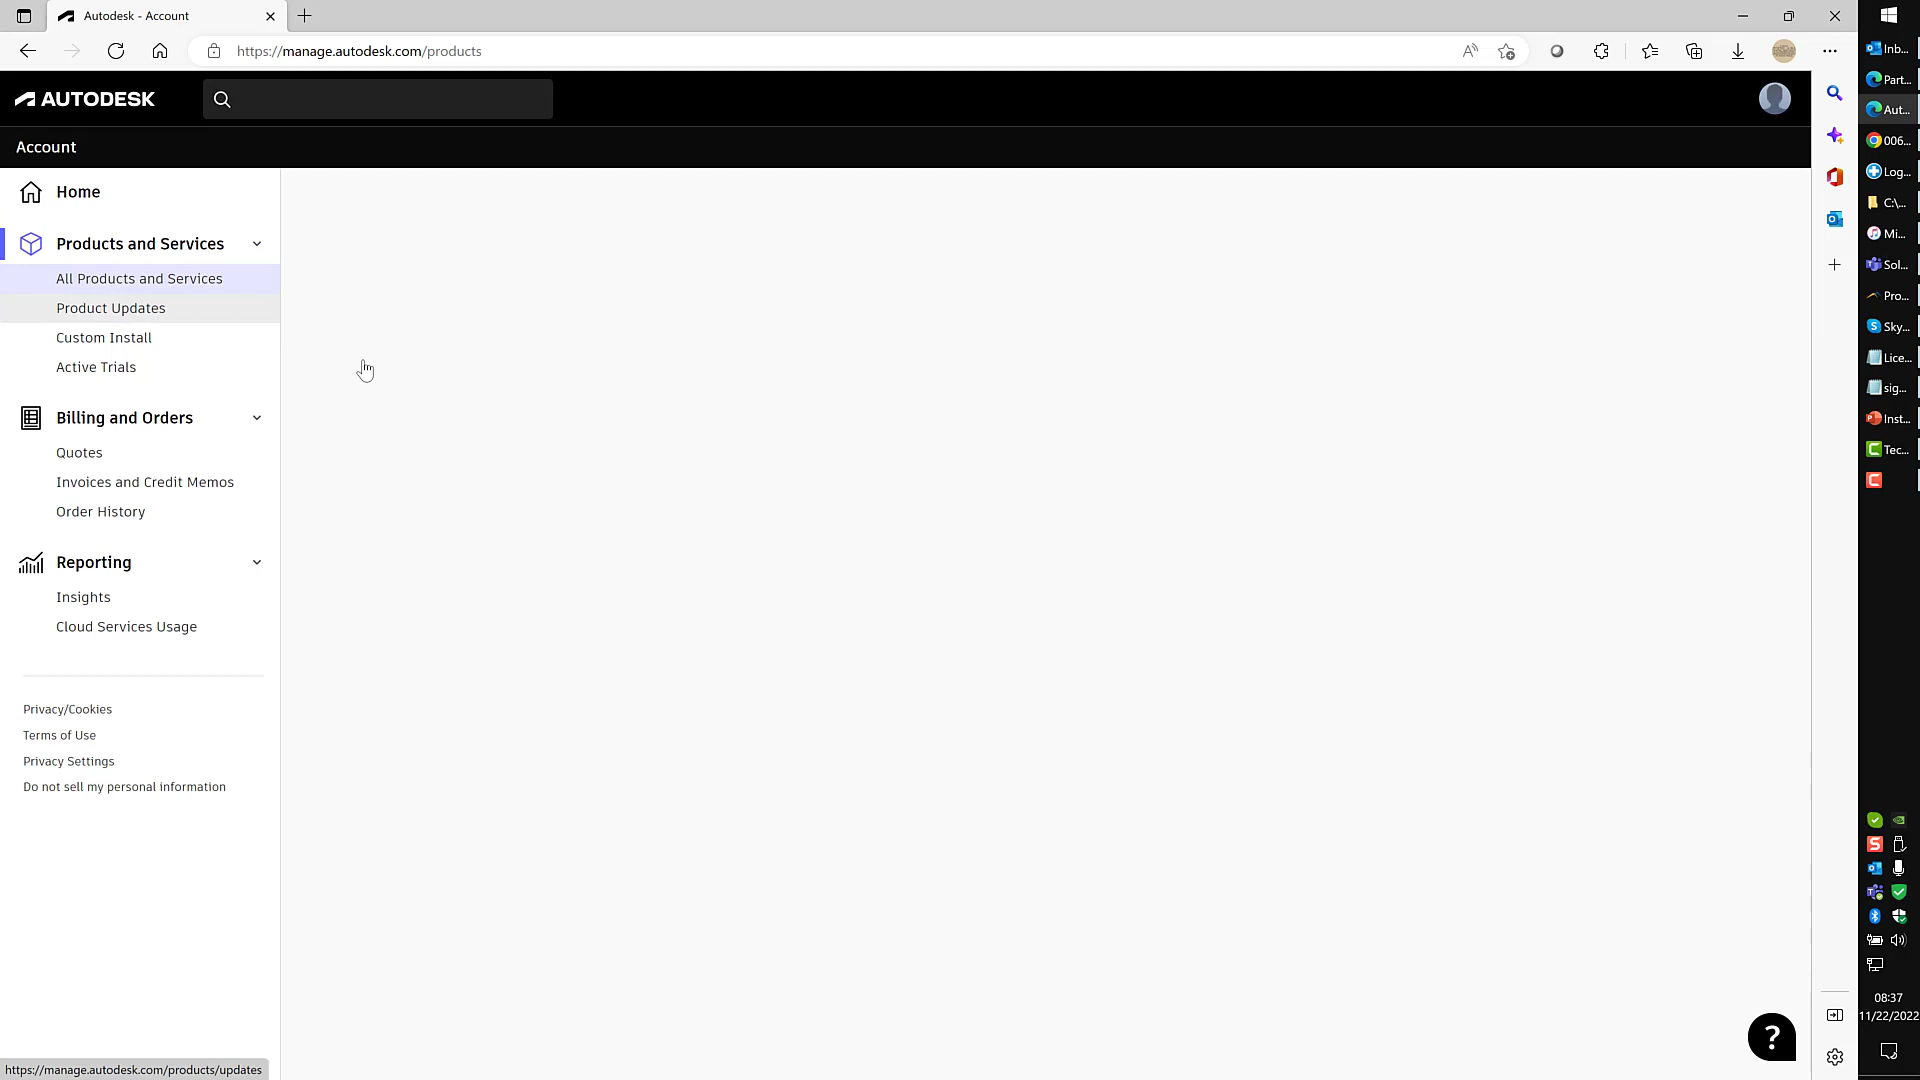 Autodesk - Account
https://manage.autodesk.com/products
AUTODESK
Account
Home
Products and Services
All Products and Services
Product Updates
Custom Install
Active Trials
Billing and Orders
Quotes
Invoices and Credit Memos
Order History
Reporting
Insights
Cloud Services Usage
Privacy/Cookies
Terms of Use
Privacy Settings
Do not sell my personal information
https://manage.autodesk.com/products/updates
?
Inb...
Part...
Aut...
006...
Log...
C:\...
Mi...
Sol...
Pro...
Sky...
Lice...
sig...
Inst...
Tec...
08:37
11/22/2022